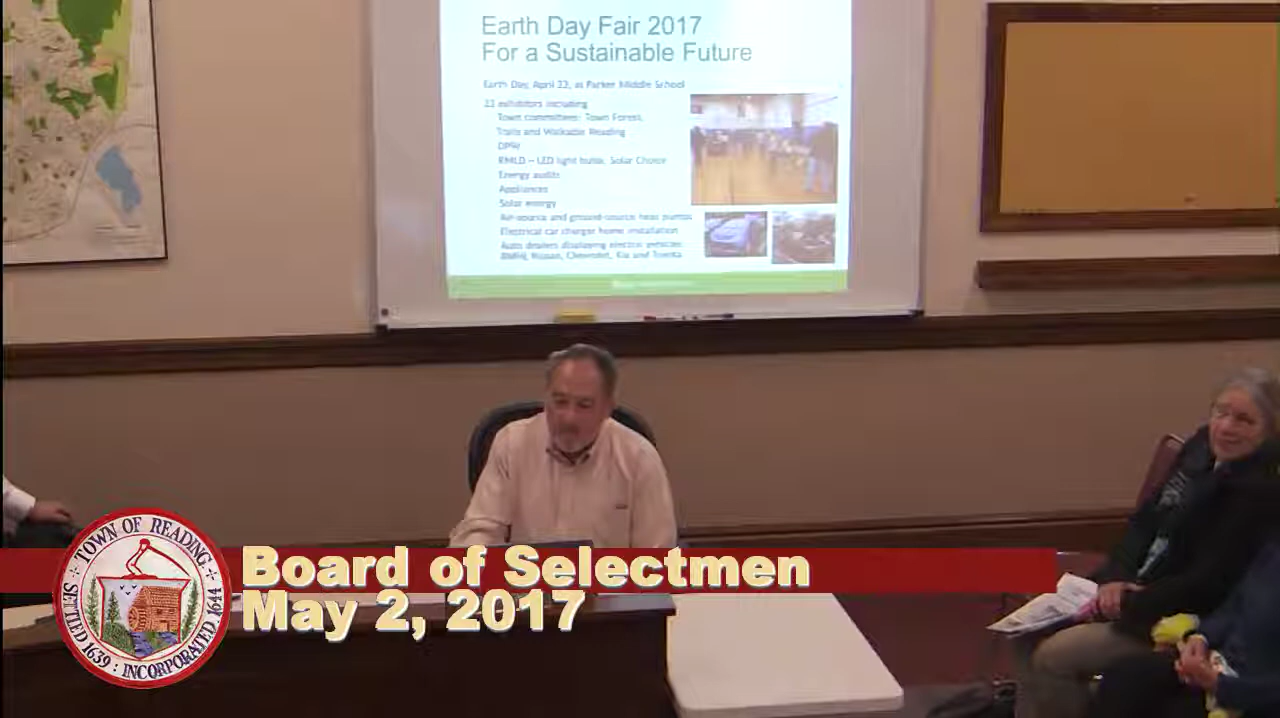 Earth Day Fair 2017
For a Sustainable Future
Earth Day, April 22, at Parker Middle School
22 exhibitors including
Town committees: Town Forest,
Trails and Walkable Reading
DPW
RMLD – LED light bulbs, Solar Choice
Energy audits
Appliances
Solar energy
Air-source and ground-source heat pumps
Electrical car charger home installation
Auto dealers displaying electric vehicles
BMW, Nissan, Chevrolet, Kia and Toyota
TOWN OF READING
SETTLED 1639 : INCORPORATED 1644
Board of Selectmen
May 2, 2017